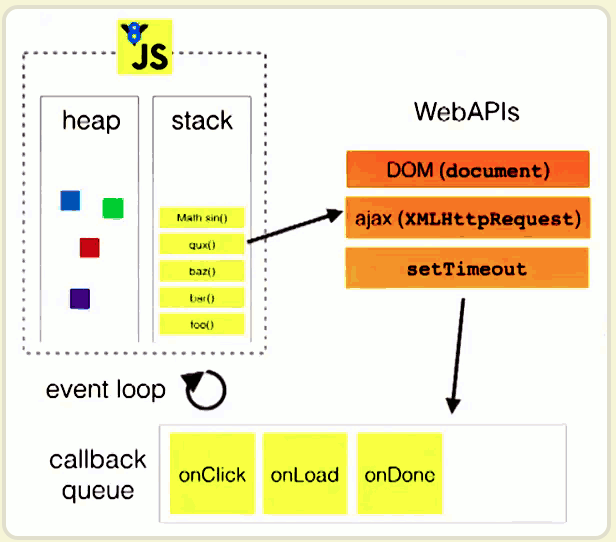 JS
heap
stack
WebAPIs
Math sin()
qux()
baz()
bar()
foo()
DOM (document)
ajax (XMLHttpRequest)
setTimeout
event loop
callback
queue
onClick
onLoad
onDone